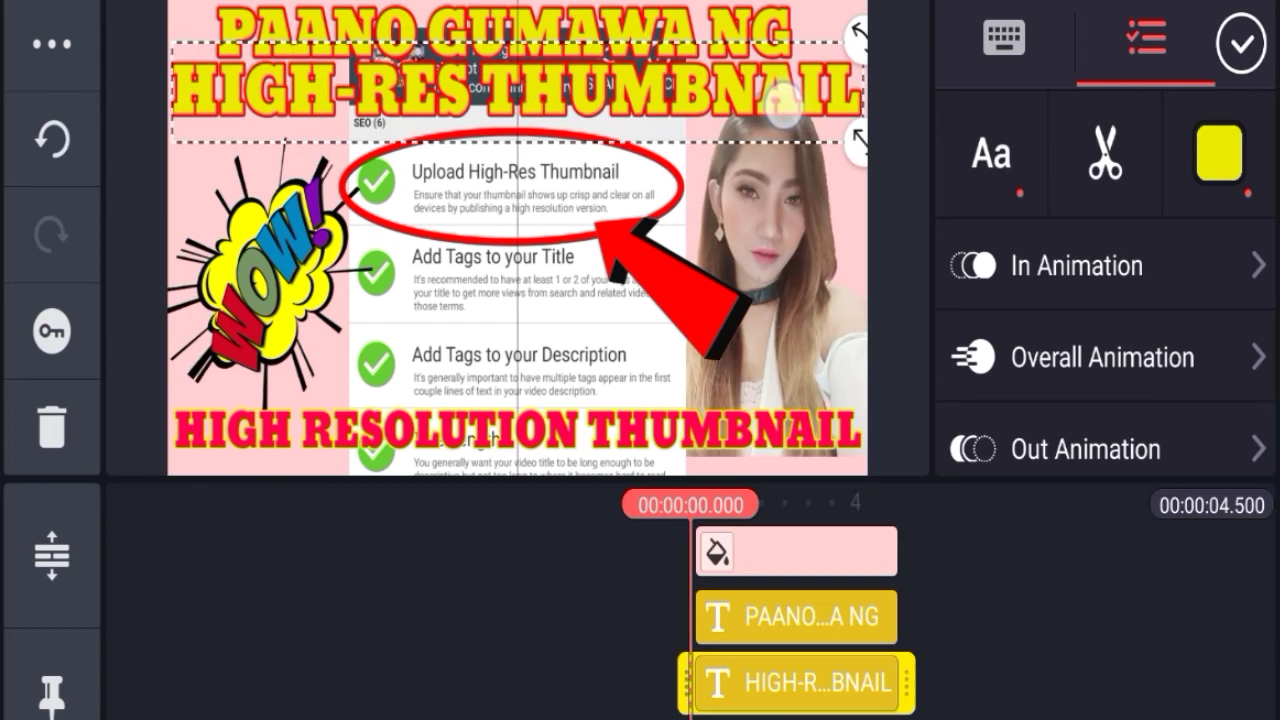 PAANO GUMAWA NG
HIGH-RES THUMBNAIL
SEO (6)
Upload High-Res Thumbnail
Ensure that your thumbnail shows up crisp and clear on all
devices by publishing a high resolution version.
WOW!
Add Tags to your Title
It's recommended to have at least 1 or 2 of your
your title to get more views from search and related
those terms.
Add Tags to your Description
It's generally important to have multiple tags appear in the first
couple lines of text in your video description.
HIGH RESOLUTION THUMBNAIL
You generally want your video title to be long enough to be
Aa
In Animation
Overall Animation
Out Animation
00:00:00.000
4
00:00:04.500
T PAANO...A NG
T HIGH-R...BNAIL